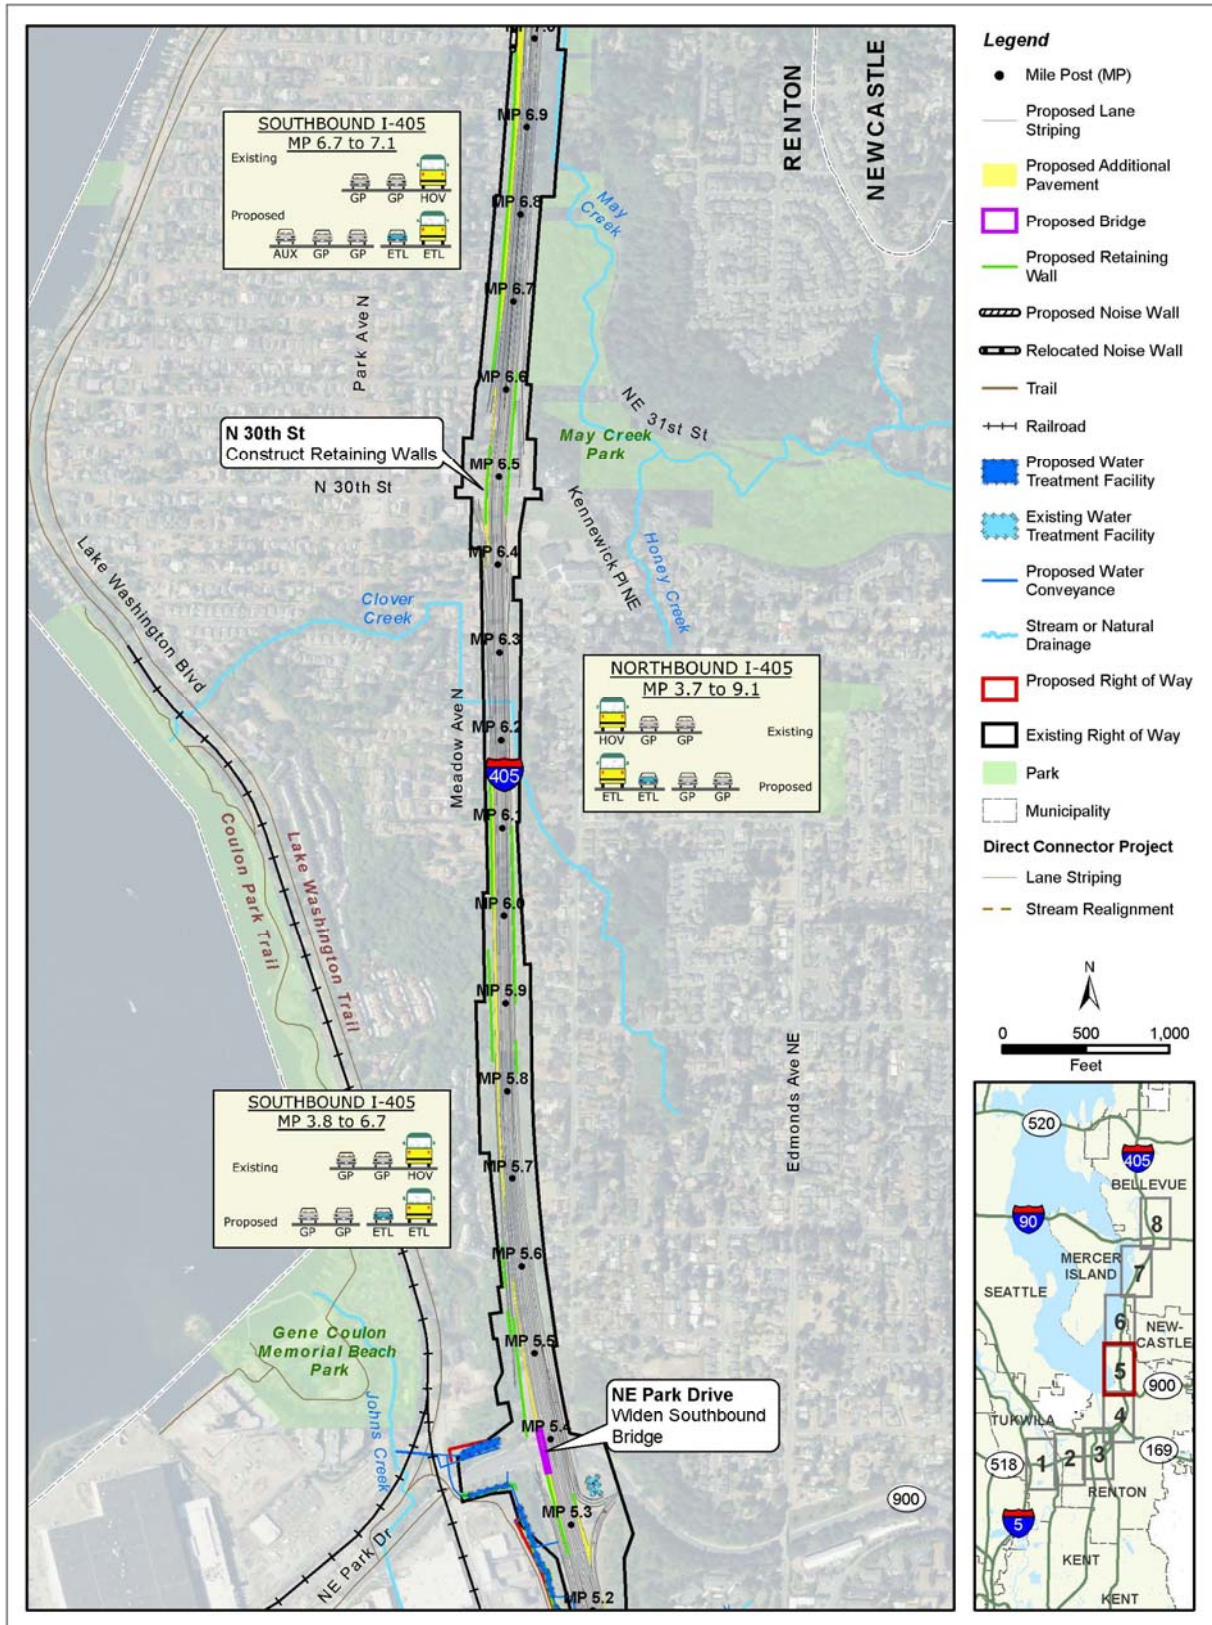 MP 7.0
MP 6.9
SOUTHBOUND I-405
MP 6.7 to 7.1
Existing
GP GP HOV
Proposed
AUX GP GP ETL ETL
RENTON
NEWCASTLE
May
Creek
MP 6.8
MP 6.7
Park Ave N
MP 6.6
NE 31st St
N 30th St
Construct Retaining Walls
May Creek
Park
MP 6.5
N 30th St
Kennewick Pl NE
Honey Creek
MP 6.4
Lake Washington Blvd
Clover
Creek
MP 6.3
NORTHBOUND I-405
MP 3.7 to 9.1
HOV GP GP Existing
ETL ETL GP GP Proposed
Meadow Ave N
MP 6.2
405
MP 6.1
Coulon Park Trail
Lake Washington Trail
MP 6.0
MP 5.9
Edmonds Ave NE
MP 5.8
SOUTHBOUND I-405
MP 3.8 to 6.7
Existing
GP GP HOV
Proposed
GP GP ETL ETL
MP 5.7
MP 5.6
Gene Coulon
Memorial Beach
Park
MP 5.5
Johns Creek
NE Park Drive
Widen Southbound
Bridge
MP 5.4
MP 5.3
900
NE Park Dr
MP 5.2
Legend
Mile Post (MP)
Proposed Lane
Striping
Proposed Additional
Pavement
Proposed Bridge
Proposed Retaining
Wall
Proposed Noise Wall
Relocated Noise Wall
Trail
Railroad
Proposed Water
Treatment Facility
Existing Water
Treatment Facility
Proposed Water
Conveyance
Stream or Natural
Drainage
Proposed Right of Way
Existing Right of Way
Park
Municipality
Direct Connector Project
Lane Striping
Stream Realignment
N
0 500 1,000
Feet
520
405
BELLEVUE
90
8
MERCER
ISLAND
7
SEATTLE
6
NEW-
CASTLE
5
900
4
TUKWILA
518
1
2
3
169
RENTON
5
KENT
KENT